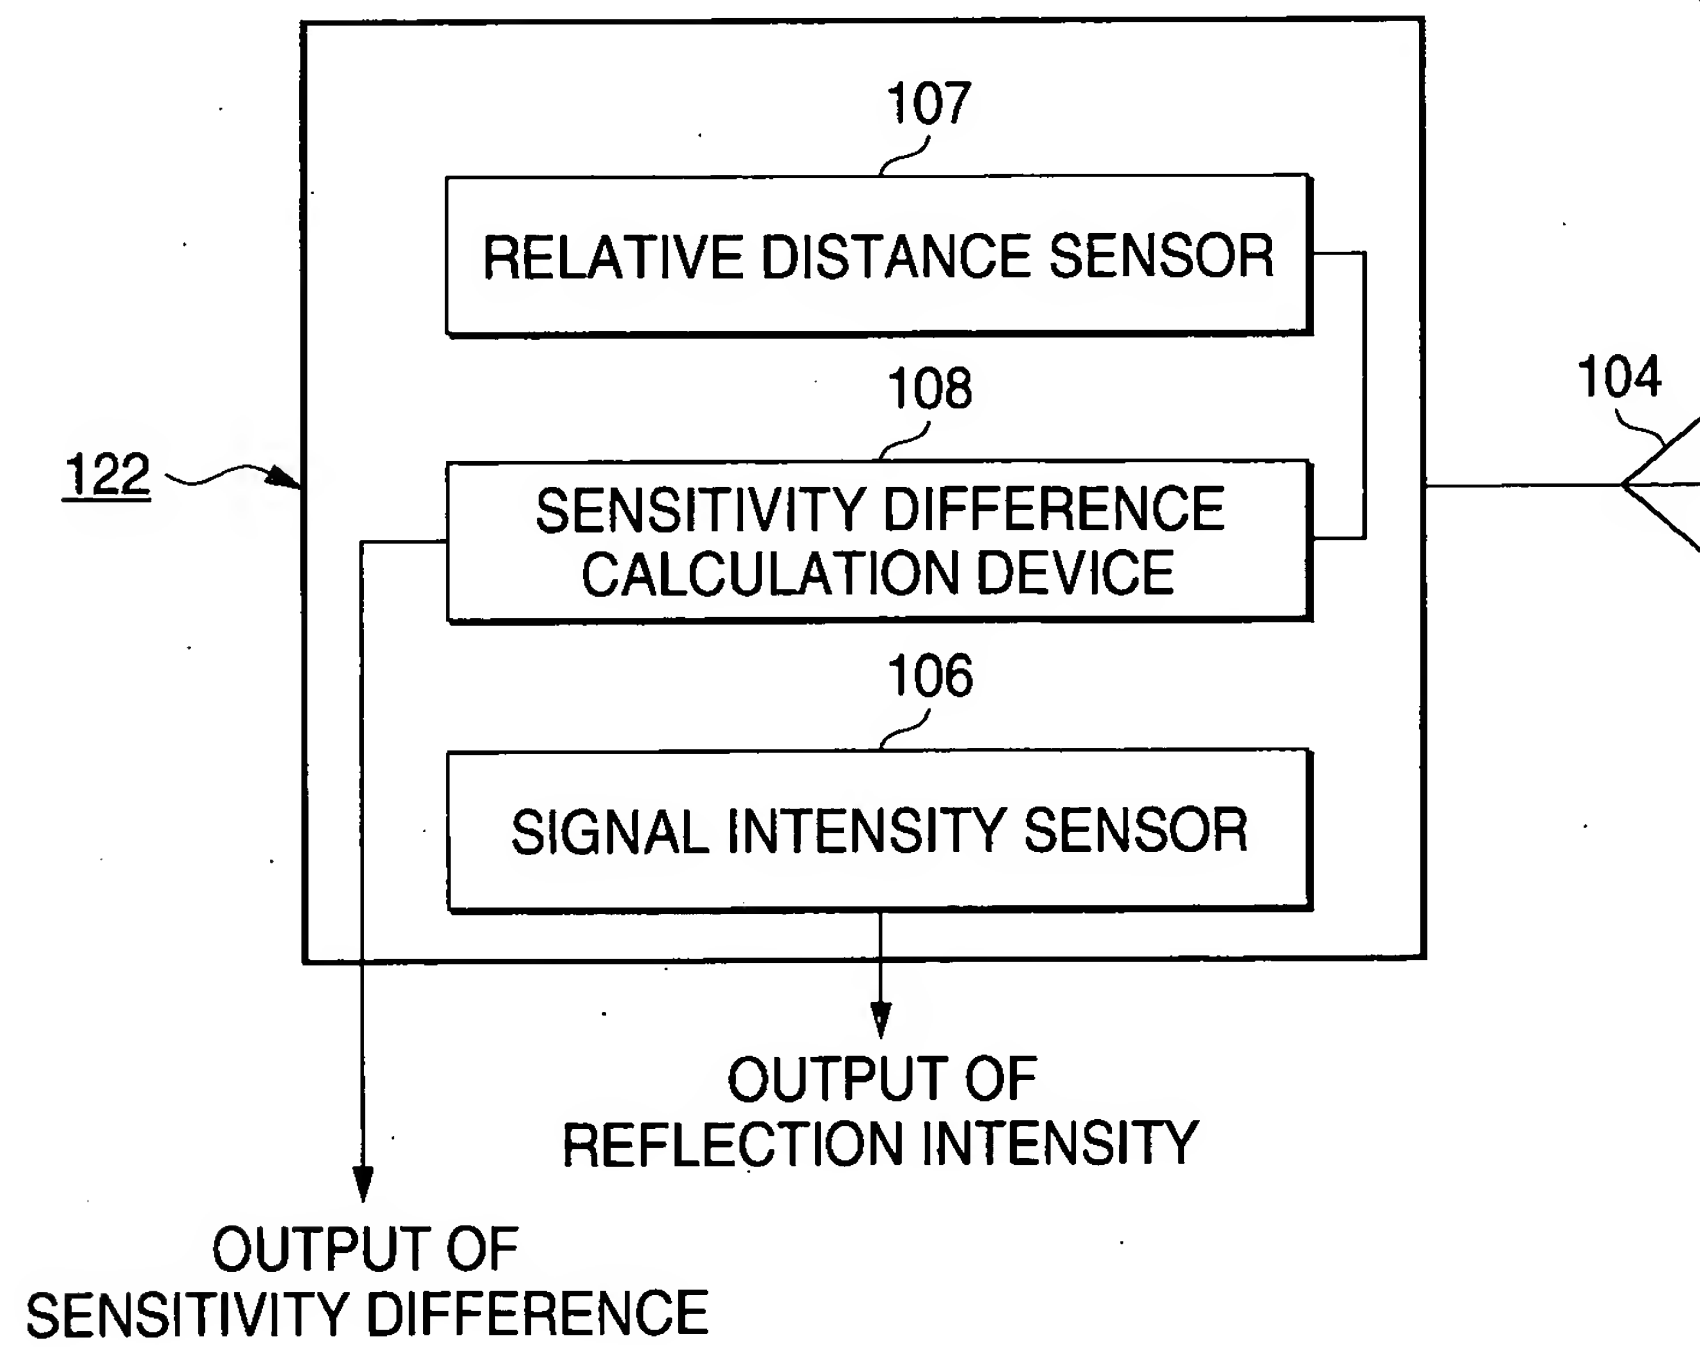 107
RELATIVE DISTANCE SENSOR
108
104
122
SENSITIVITY DIFFERENCE
CALCULATION DEVICE
106
SIGNAL INTENSITY SENSOR
OUTPUT OF
REFLECTION INTENSITY
OUTPUT OF
SENSITIVITY DIFFERENCE